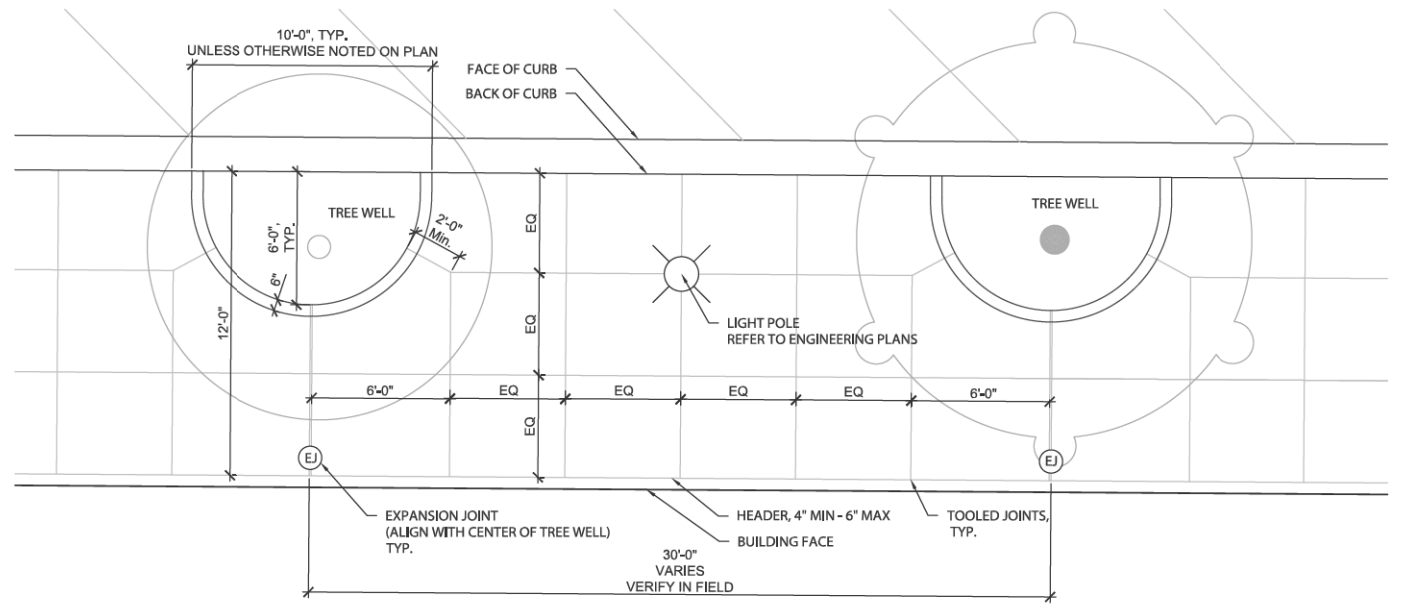 10'-0", TYP.
UNLESS OTHERWISE NOTED ON PLAN
FACE OF CURB
BACK OF CURB
TREE WELL
2'-0"
Min.
6'-0",
TYP.
6"
12'-0"
EQ
EQ
EQ
TREE WELL
LIGHT POLE
REFER TO ENGINEERING PLANS
6'-0"
EQ
EQ
EQ
EQ
6'-0"
EJ
EJ
EXPANSION JOINT
(ALIGN WITH CENTER OF TREE WELL)
TYP.
HEADER, 4" MIN - 6" MAX
BUILDING FACE
TOOLED JOINTS,
TYP.
30'-0"
VARIES
VERIFY IN FIELD